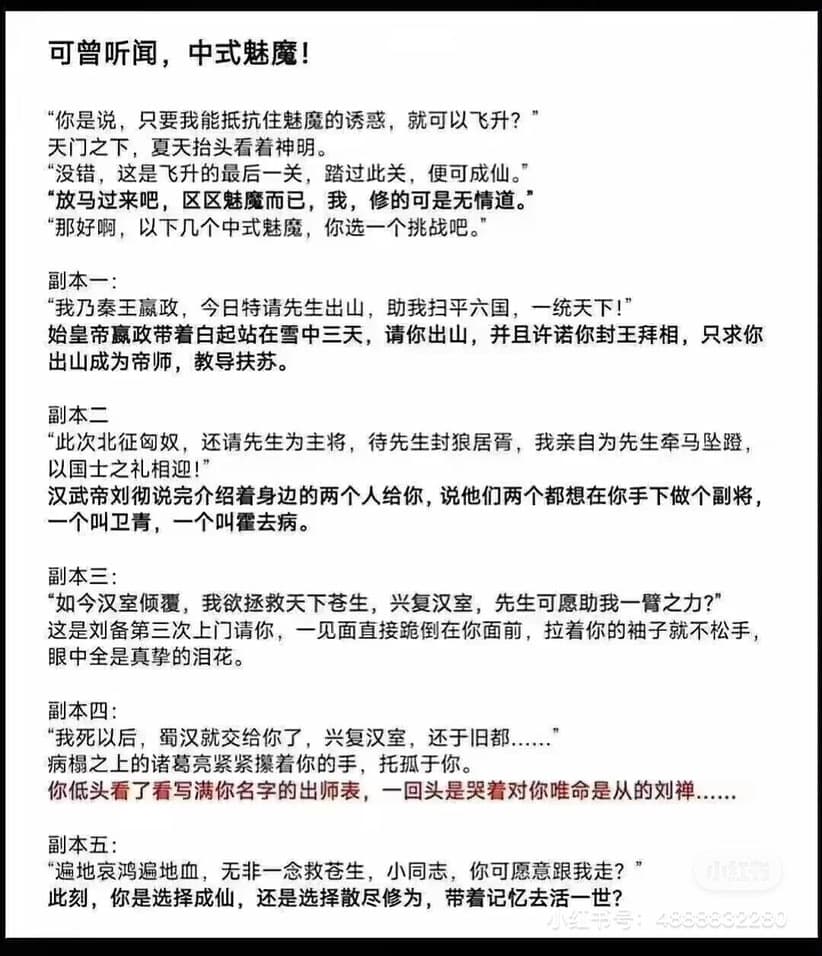 可曾听闻，中式魅魔！
“你是说，只要我能抵抗住魅魔的诱惑，就可以飞升？”
天门之下，夏天抬头看着神明。
“没错，这是飞升的最后一关，踏过此关，便可成仙。”
“放马过来吧，区区魅魔而已，我，修的可是无情道。”
“那好啊，以下几个中式魅魔，你选一个挑战吧。”
副本一：
“我乃秦王嬴政，今日特请先生出山，助我扫平六国，一统天下！”
始皇帝嬴政带着白起站在雪中三天，请你出山，并且许诺你封王拜相，只求你
出山成为帝师，教导扶苏。
副本二
“此次北征匈奴，还请先生为主将，待先生封狼居胥，我亲自为先生牵马坠蹬，
以国士之礼相迎！”
汉武帝刘彻说完介绍着身边的两个人给你，说他们两个都想在你手下做个副将，
一个叫卫青，一个叫霍去病。
副本三：
“如今汉室倾覆，我欲拯救天下苍生，兴复汉室，先生可愿助我一臂之力？”
这是刘备第三次上门请你，一见面直接跪倒在你面前，拉着你的袖子就不松手，
眼中全是真挚的泪花。
副本四：
“我死以后，蜀汉就交给你了，兴复汉室，还于旧都……”
病榻之上的诸葛亮紧紧攥着你的手，托孤于你。
你低头看了看写满你名字的出师表，一回头是哭着对你唯命是从的刘禅……
副本五：
“遍地哀鸿遍地血，无非一念救苍生，小同志，你可愿意跟我走？”
此刻，你是选择成仙，还是选择散尽修为，带着记忆去活一世？
小红书
小红书号：4868832280